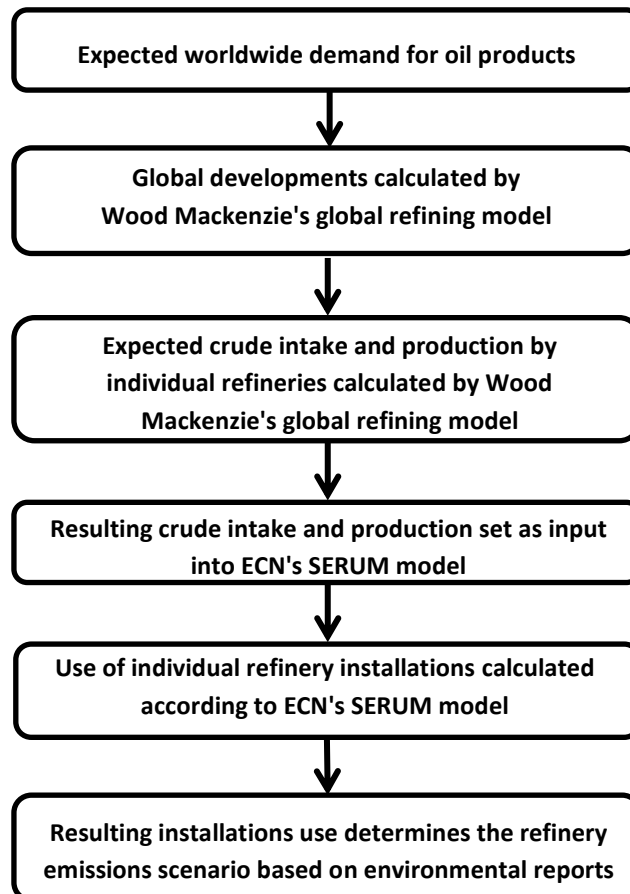 Expected worldwide demand for oil products
Global developments calculated by
Wood Mackenzie's global refining model
Expected crude intake and production by
individual refineries calculated by Wood
Mackenzie's global refining model
Resulting crude intake and production set as input
into ECN's SERUM model
Use of individual refinery installations calculated
according to ECN's SERUM model
Resulting installations use determines the refinery
emissions scenario based on environmental reports